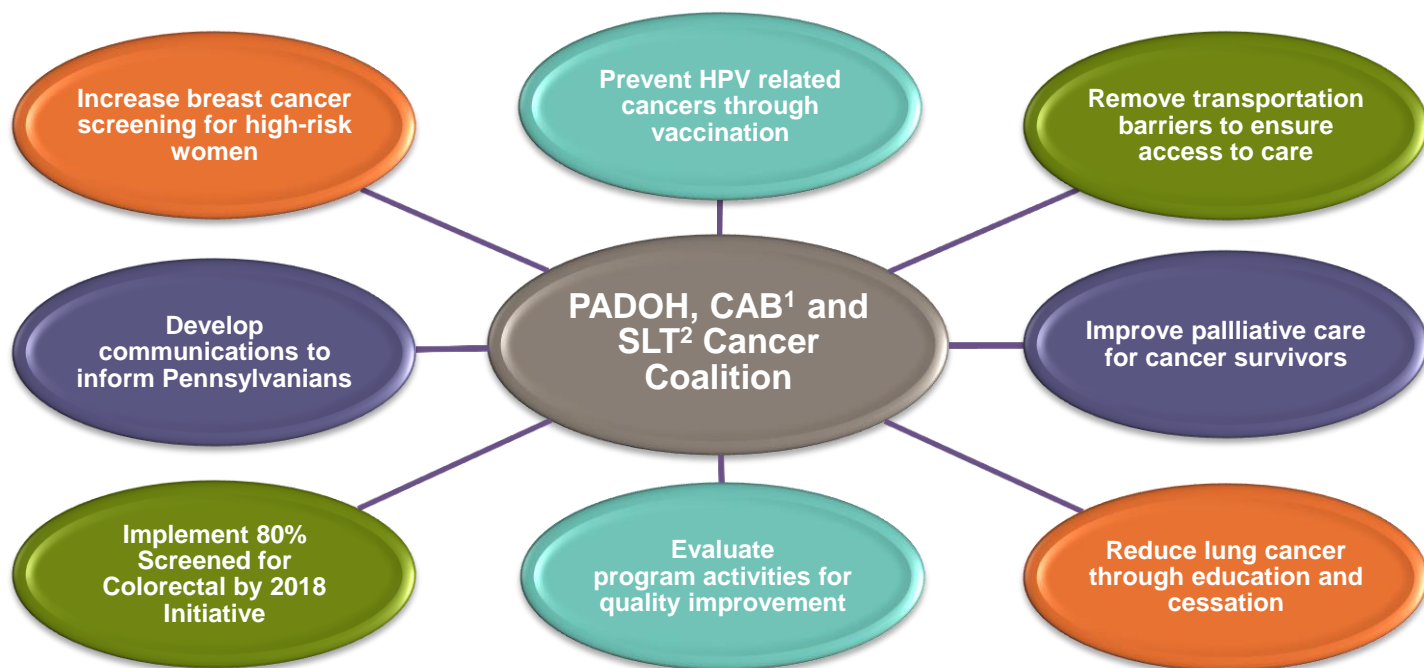 Increase breast cancer
screening for high-risk
women
Prevent HPV related
cancers through
vaccination
Remove transportation
barriers to ensure
access to care
Develop
communications to
inform Pennsylvanians
PADOH, CAB¹ and
SLT² Cancer
Coalition
Improve pallliative care
for cancer survivors
Implement 80%
Screened for
Colorectal by 2018
Initiative
Evaluate
program activities for
quality improvement
Reduce lung cancer
through education and
cessation